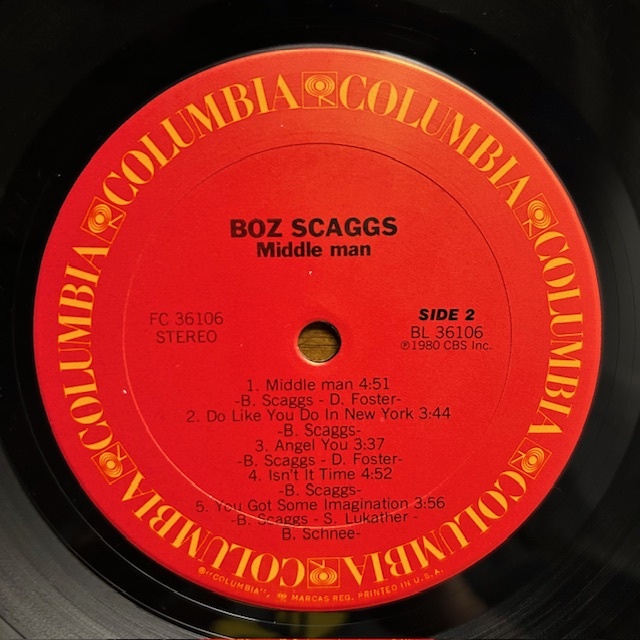 COLUMBIA COLUMBIA COLUMBIA COLUMBIA COLUMBIA COLUMBIA
BOZ SCAGGS
Middle man
FC 36106
STEREO
SIDE 2
BL 36106
℗1980 CBS Inc.
1. Middle man 4:51
-B. Scaggs - D. Foster-
2. Do Like You Do In New York 3:44
-B. Scaggs-
3. Angel You 3:37
-B. Scaggs - D. Foster-
4. Isn't It Time 4:52
-B. Scaggs-
5. You Got Some Imagination 3:56
-B. Scaggs - S. Lukather -
B. Schnee-
"COLUMBIA", MARCAS REG. PRINTED IN U.S.A.